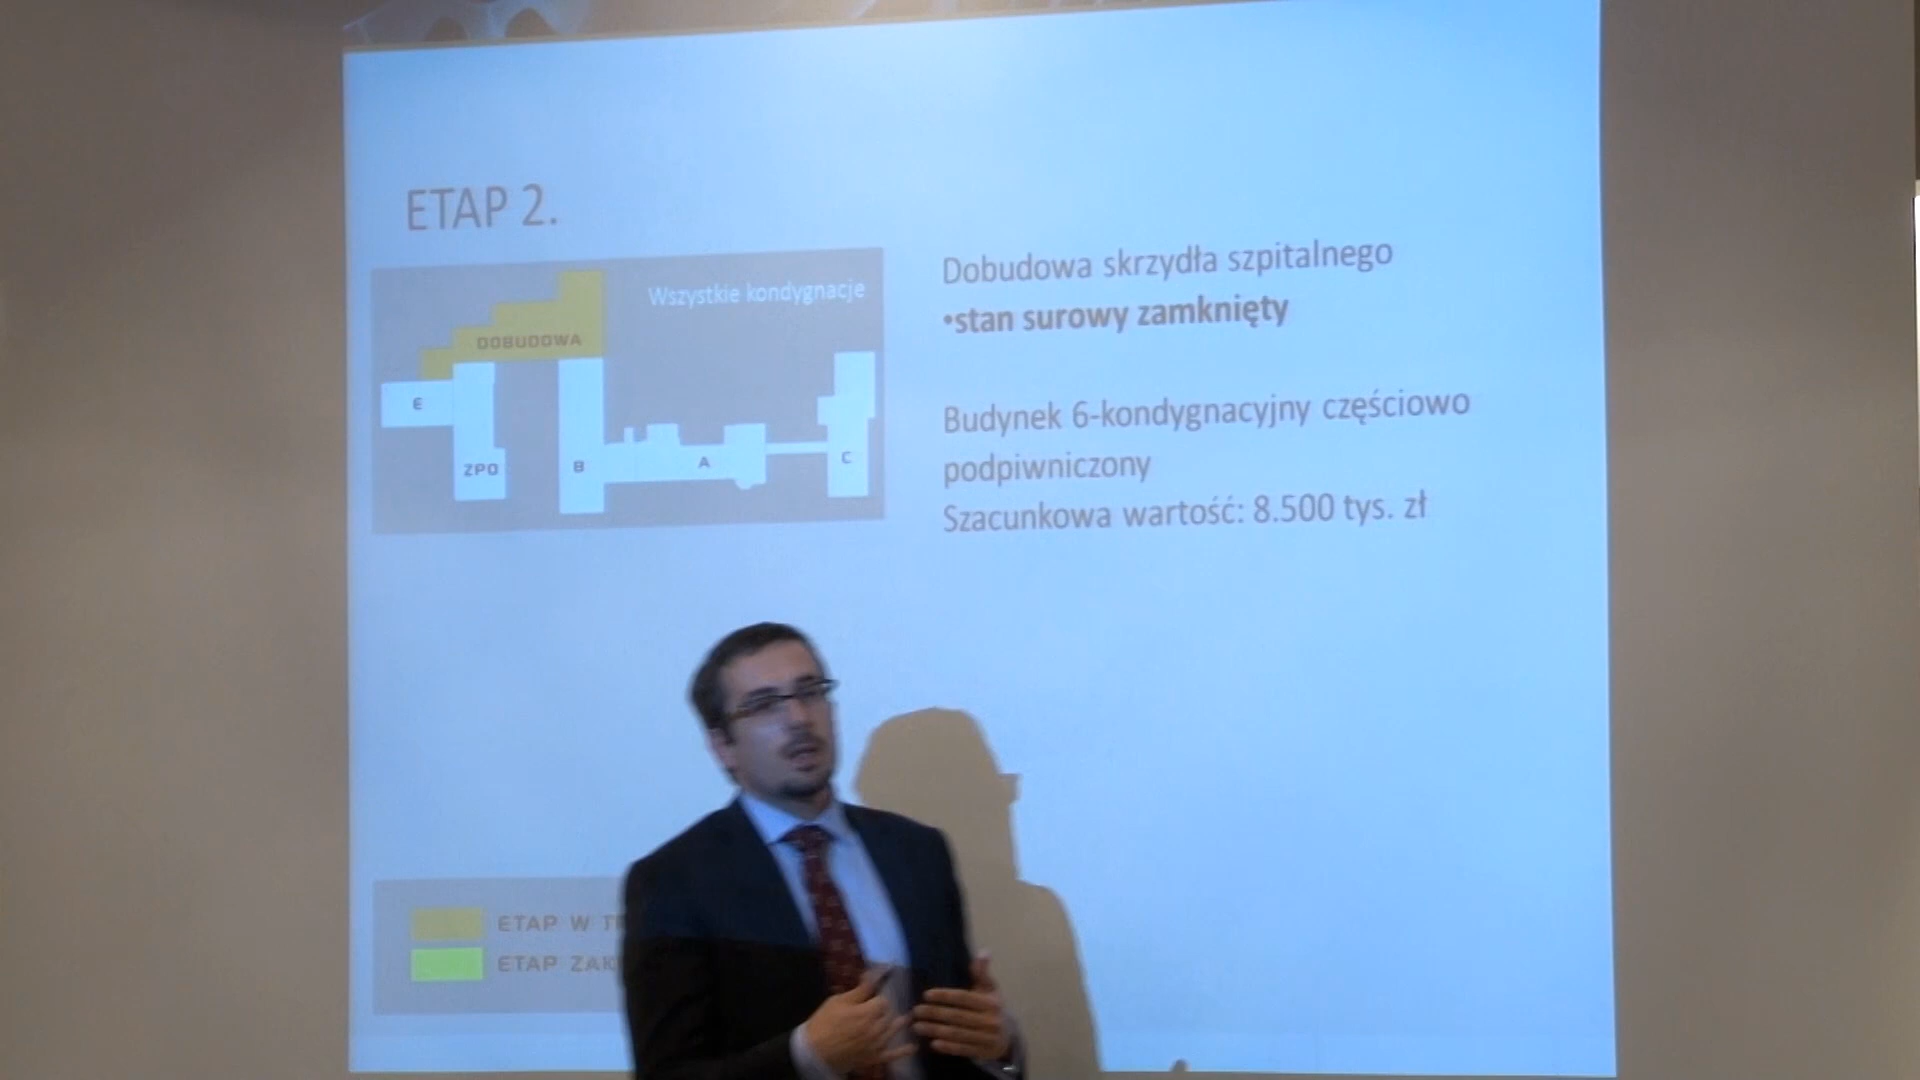 ETAP 2.
Wszystkie kondygnacje
DOBUDOWA
E
ZPO
B
A
C
Dobudowa skrzydła szpitalnego
•stan surowy zamknięty
Budynek 6-kondygnacyjny częściowo
podpiwniczony
Szacunkowa wartość: 8.500 tys. zł
ETAP W
ETAP